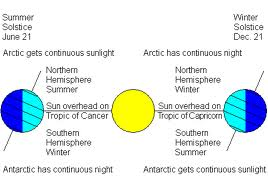 Summer
Solstice
June 21
Winter
Solstice
Dec. 21
Arctic gets continuous sunlight
Arctic has continuous night
Northern
Hemisphere
Summer
Northern
Hemisphere
Winter
Sun overhead on
Tropic of Cancer
Sun overhead on
Tropic of Capricorn
Southern
Hemisphere
Winter
Southern
Hemisphere
Summer
Antarctic has continuous night
Antarctic gets continuous sunlight